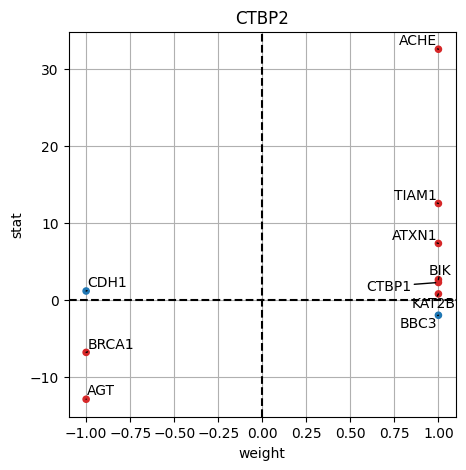 CTBP2
ACHE
30
20
TIAM1
10
ATXN1
BIK
CTBP1
CDH1
KAT2B
0
BBC3
BRCA1
AGT
−10
−1.00 −0.75 −0.50 −0.25 0.00 0.25 0.50 0.75 1.00
weight
stat